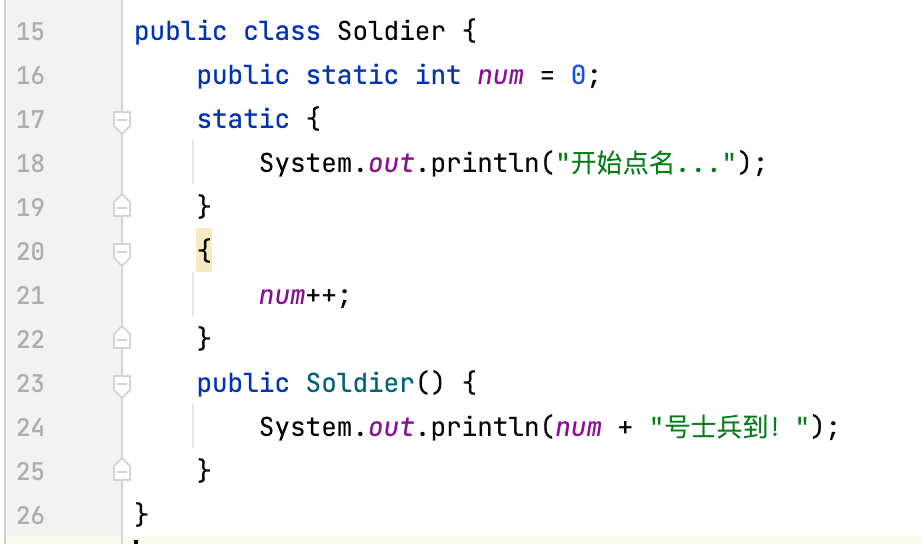 15 public class Soldier {
16     public static int num = 0;
17     static {
18         System.out.println("开始点名...");
19     }
20     {
21         num++;
22     }
23     public Soldier() {
24         System.out.println(num + "号士兵到！");
25     }
26 }